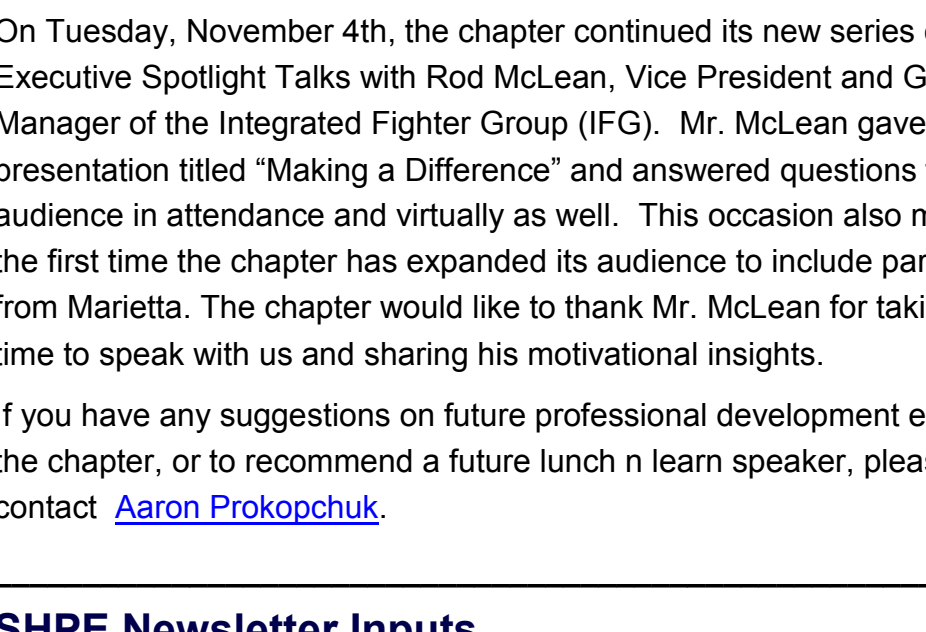 On Tuesday, November 4th, the chapter continued its new series
Executive Spotlight Talks with Rod McLean, Vice President and G
Manager of the Integrated Fighter Group (IFG).  Mr. McLean gave
presentation titled “Making a Difference” and answered questions
audience in attendance and virtually as well.  This occasion also m
the first time the chapter has expanded its audience to include par
from Marietta. The chapter would like to thank Mr. McLean for taki
time to speak with us and sharing his motivational insights.
If you have any suggestions on future professional development e
the chapter, or to recommend a future lunch n learn speaker, pleas
contact  Aaron Prokopchuk.
SHPE Newsletter Inputs